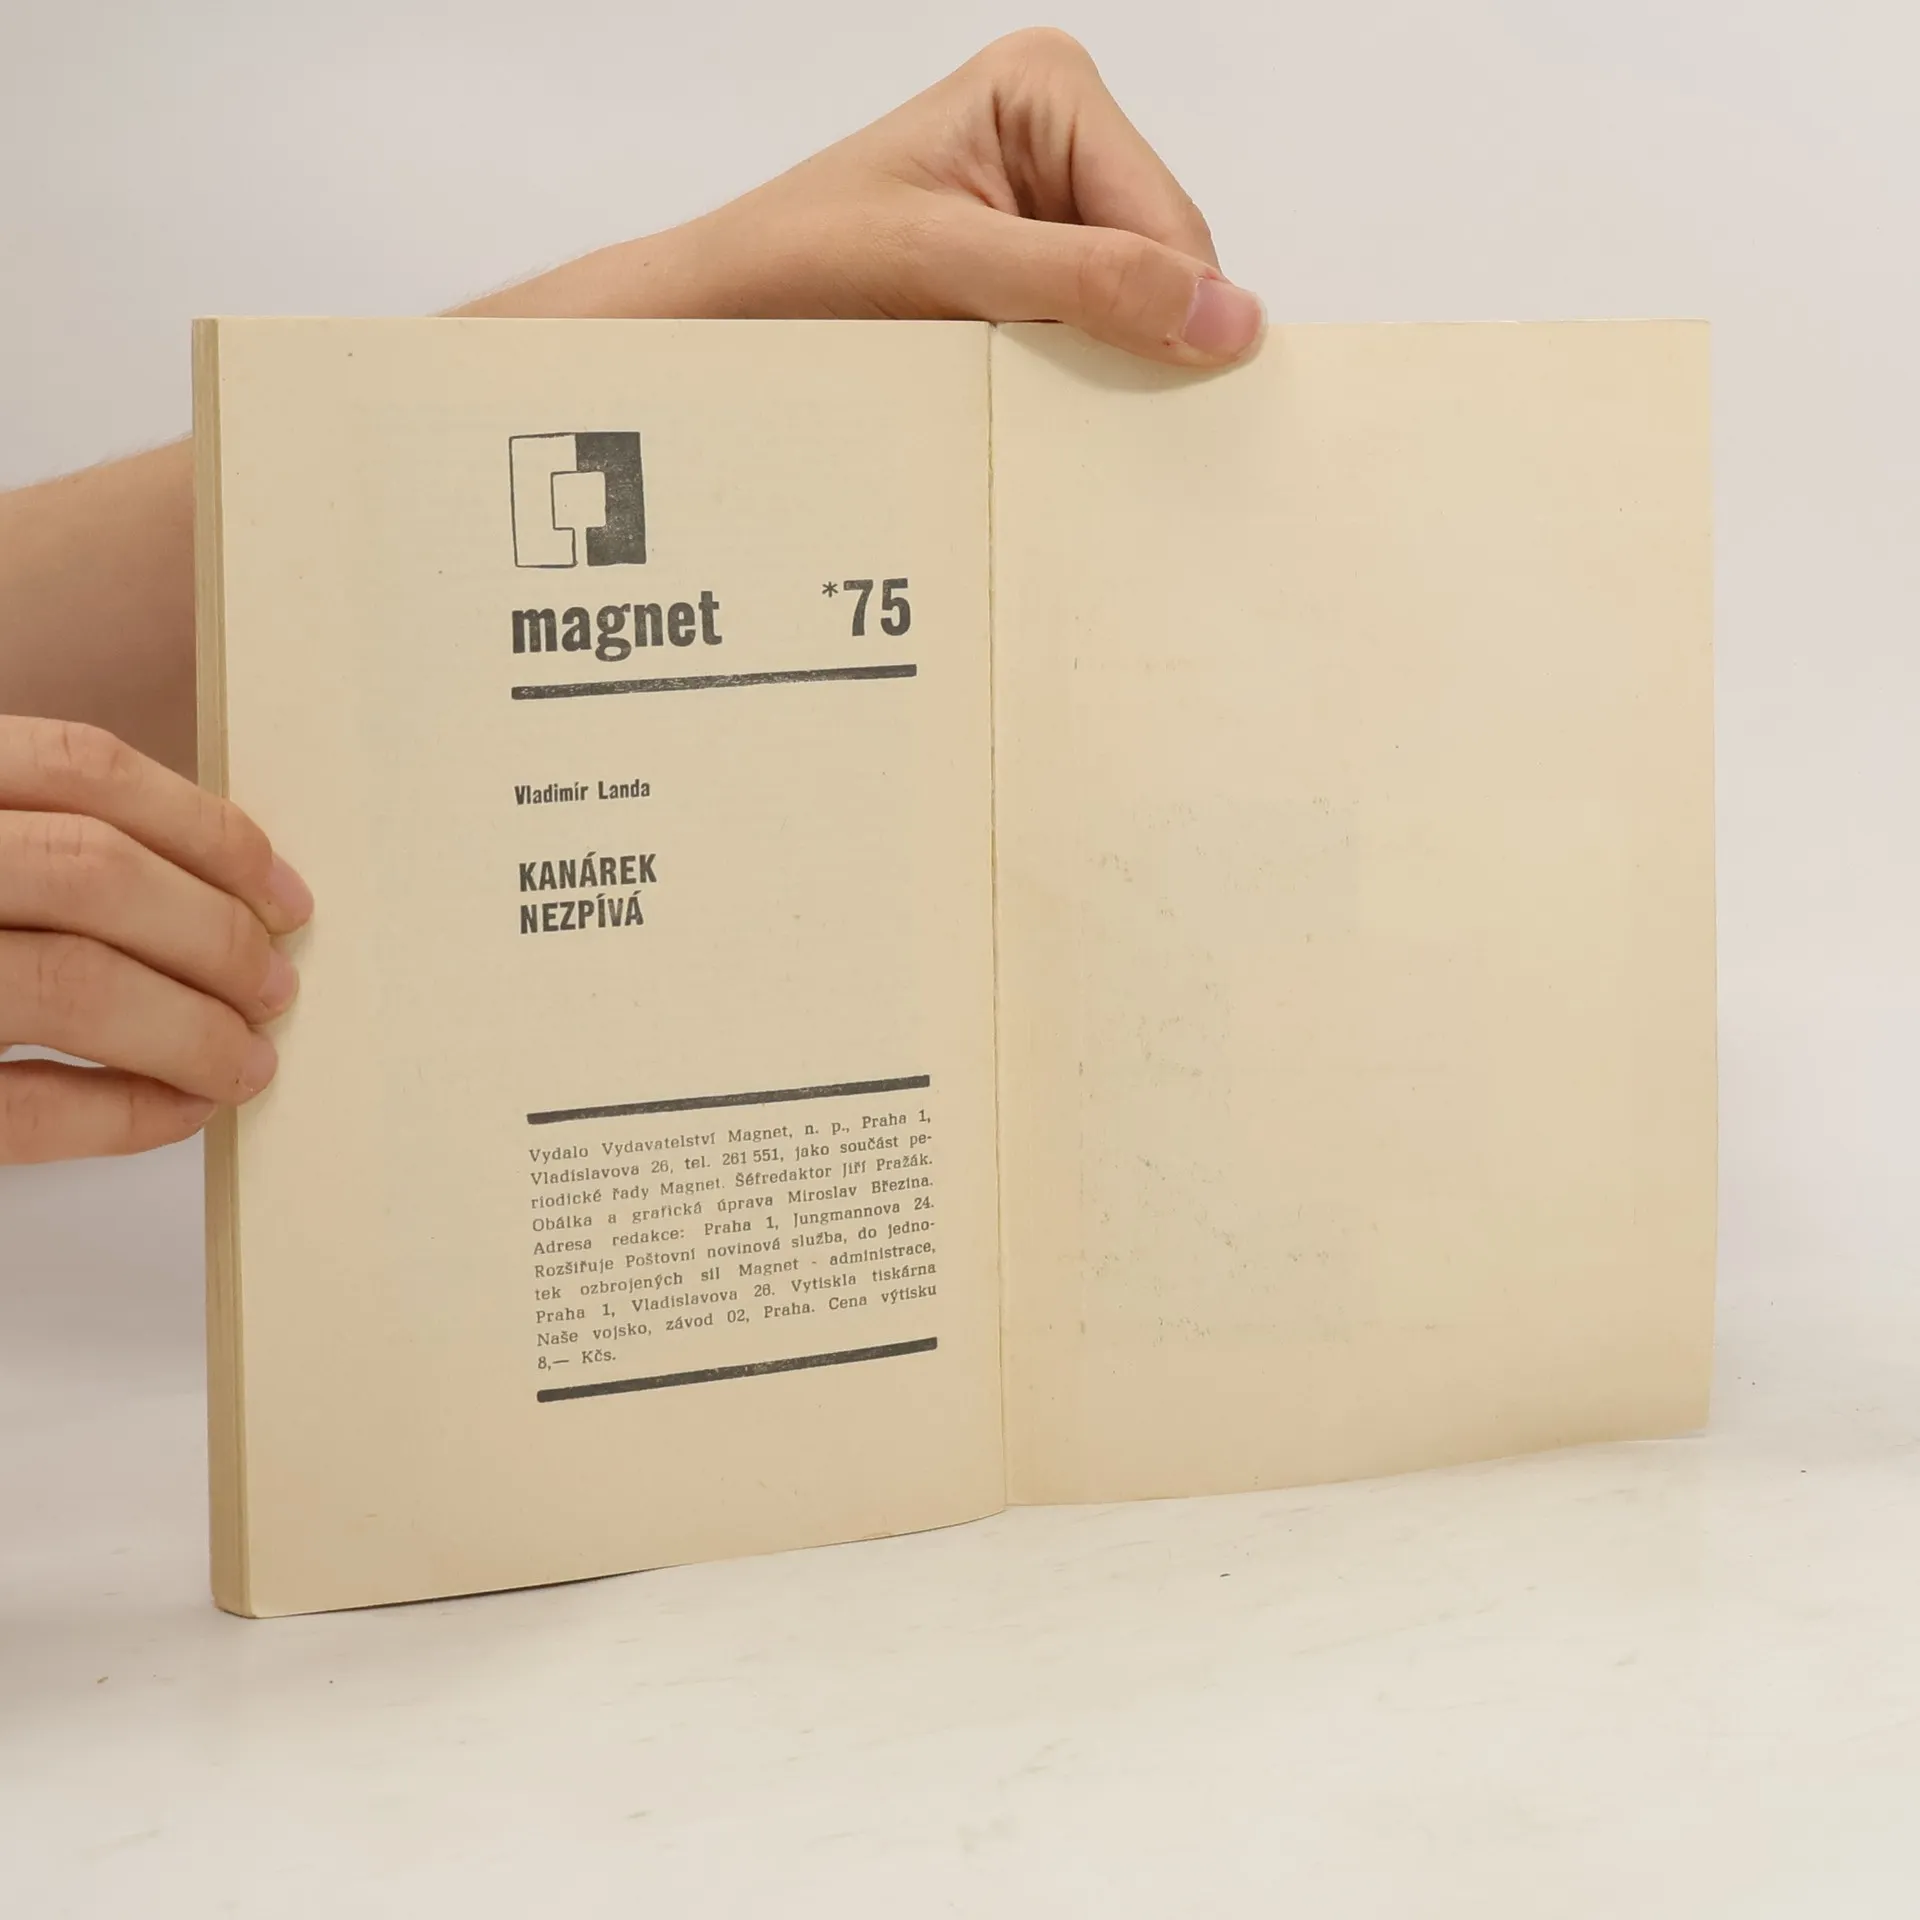 magnet *75
Vladimír Landa
KANÁREK
NEZPÍVÁ
Vydalo Vydavatelství Magnet, n. p., Praha 1,
Vladislavova 26, tel. 261 551, jako součást pe-
riodické řady Magnet. Šéfredaktor Jiří Pražák.
Obálka a grafická úprava Miroslav Březina.
Adresa redakce: Praha 1, Jungmannova 24.
Rozšiřuje Poštovní novinová služba, do jedno-
tek ozbrojených sil Magnet - administrace,
Praha 1, Vladislavova 26. Vytiskla tiskárna
Naše vojsko, závod 02, Praha. Cena výtisku
8,— Kčs.